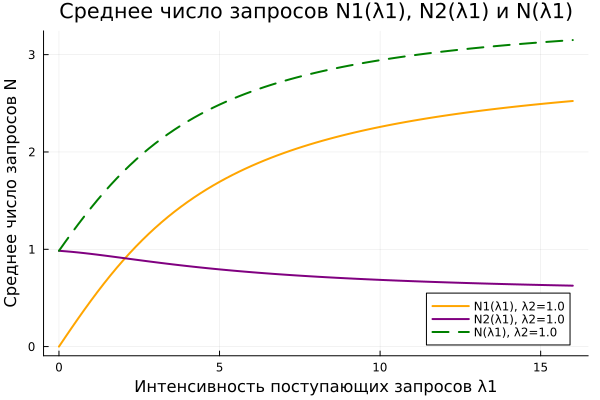 Среднее число запросов N1(λ1), N2(λ1) и N(λ1)
Среднее число запросов N
3
2
1
0
N1(λ1), λ2=1.0
N2(λ1), λ2=1.0
N(λ1), λ2=1.0
0 5 10 15
Интенсивность поступающих запросов λ1